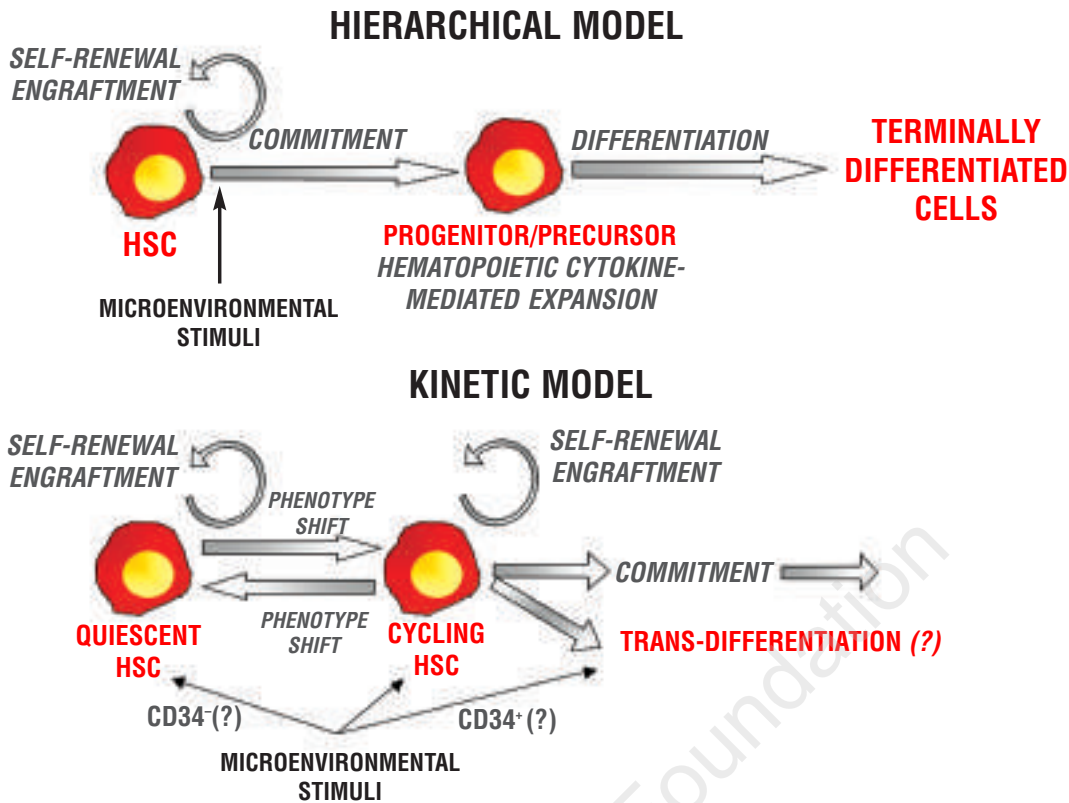 HIERARCHICAL MODEL
SELF-RENEWAL
ENGRAFTMENT
COMMITMENT
DIFFERENTIATION
TERMINALLY
DIFFERENTIATED
CELLS
HSC
PROGENITOR/PRECURSOR
HEMATOPOIETIC CYTOKINE-
MEDIATED EXPANSION
MICROENVIRONMENTAL
STIMULI
KINETIC MODEL
SELF-RENEWAL
ENGRAFTMENT
SELF-RENEWAL
ENGRAFTMENT
PHENOTYPE
SHIFT
COMMITMENT
PHENOTYPE
SHIFT
QUIESCENT
HSC
CYCLING
HSC
TRANS-DIFFERENTIATION (?)
CD34⁻(?)
CD34⁺(?)
MICROENVIRONMENTAL
STIMULI
Foundation